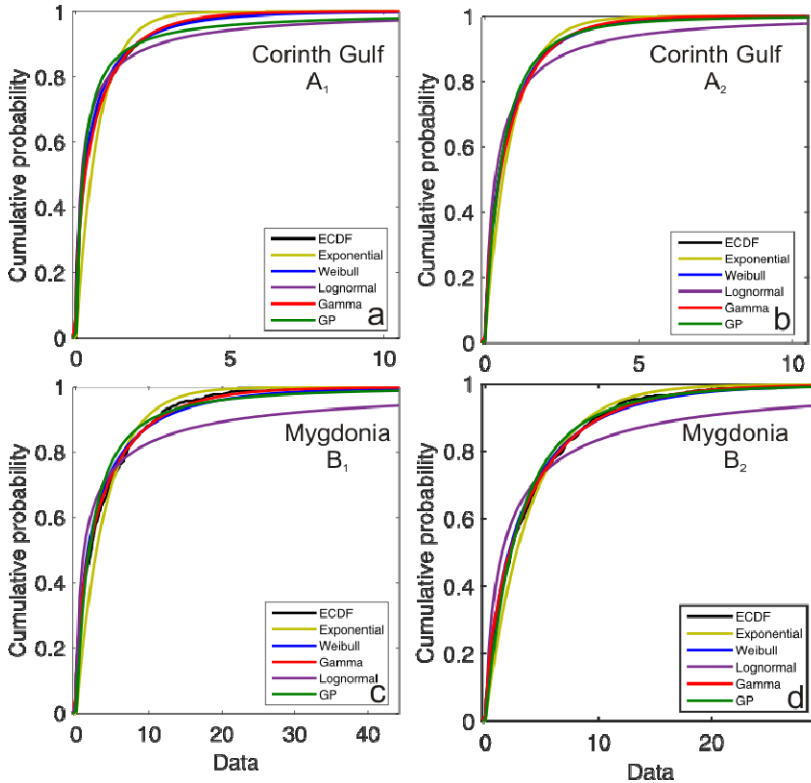 Cumulative probability
1
0.8
0.6
0.4
0.2
0
0
5
10
Corinth Gulf
A1
ECDF
Exponential
Weibull
Lognormal
Gamma
GP
a
Cumulative probability
1
0.8
0.6
0.4
0.2
0
0
5
10
Corinth Gulf
A2
ECDF
Exponential
Weibull
Lognormal
Gamma
GP
b
Cumulative probability
1
0.8
0.6
0.4
0.2
0
0
10
20
30
40
Data
Mygdonia
B1
ECDF
Exponential
Weibull
Gamma
Lognormal
GP
c
Cumulative probability
1
0.8
0.6
0.4
0.2
0
0
10
20
Data
Mygdonia
B2
ECDF
Exponential
Weibull
Lognormal
Gamma
GP
d